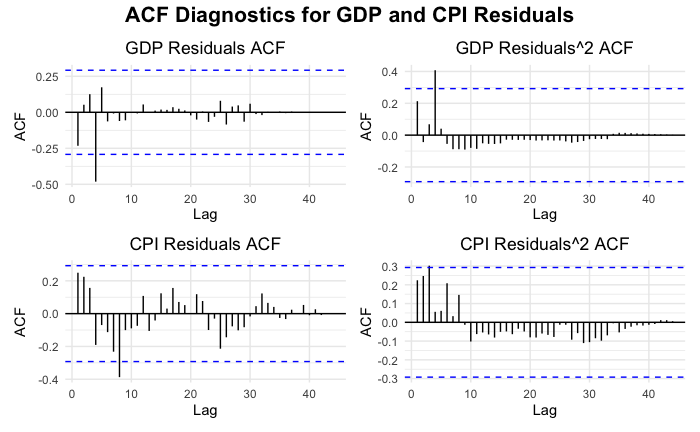 ACF Diagnostics for GDP and CPI Residuals
GDP Residuals ACF
ACF
0.25
0.00
-0.25
-0.50
0 10 20 30 40
Lag
GDP Residuals^2 ACF
ACF
0.4
0.2
0.0
-0.2
0 10 20 30 40
Lag
CPI Residuals ACF
ACF
0.2
0.0
-0.2
-0.4
0 10 20 30 40
Lag
CPI Residuals^2 ACF
ACF
0.3
0.2
0.1
0.0
-0.1
-0.2
-0.3
0 10 20 30 40
Lag